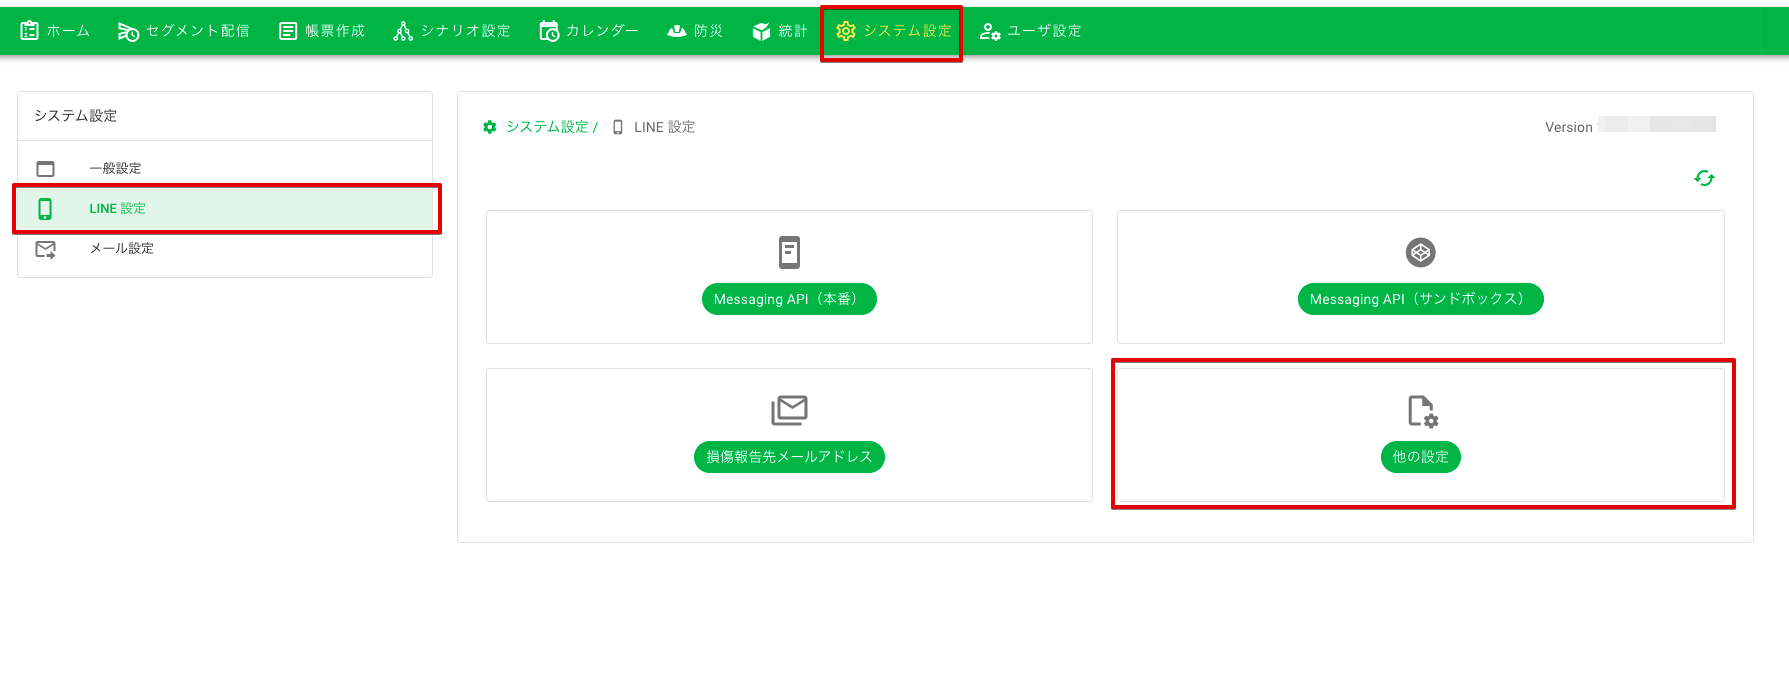 ホーム セグメント配信 帳票作成 シナリオ設定 カレンダー 防災 統計 システム設定 ユーザ設定
システム設定
一般設定
LINE 設定
メール設定
システム設定 / LINE 設定
Version
Messaging API（本番）
Messaging API（サンドボックス）
損傷報告先メールアドレス
他の設定